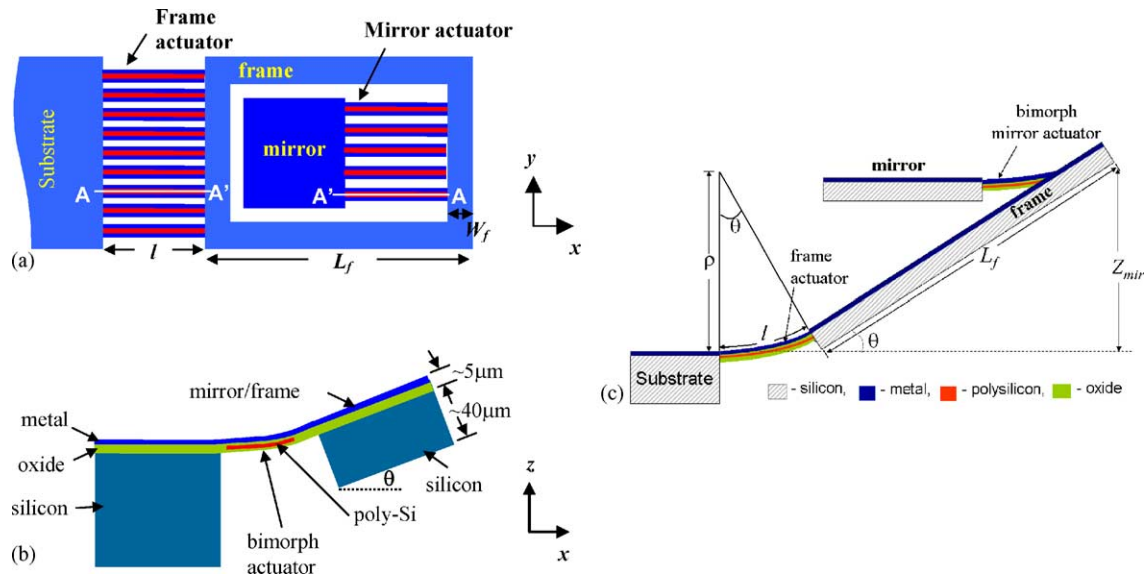 Frame
actuator
Mirror actuator
frame
Substrate
mirror
A
A'
A'
A
W_f
l
L_f
y
x
(a)
~5μm
mirror/frame
~40μm
metal
oxide
θ
silicon
silicon
poly-Si
bimorph
actuator
z
x
(b)
bimorph
mirror actuator
mirror
frame
θ
ρ
frame
actuator
L_f
Z_mir
l
θ
Substrate
(c)
- silicon, - metal, - polysilicon - oxide